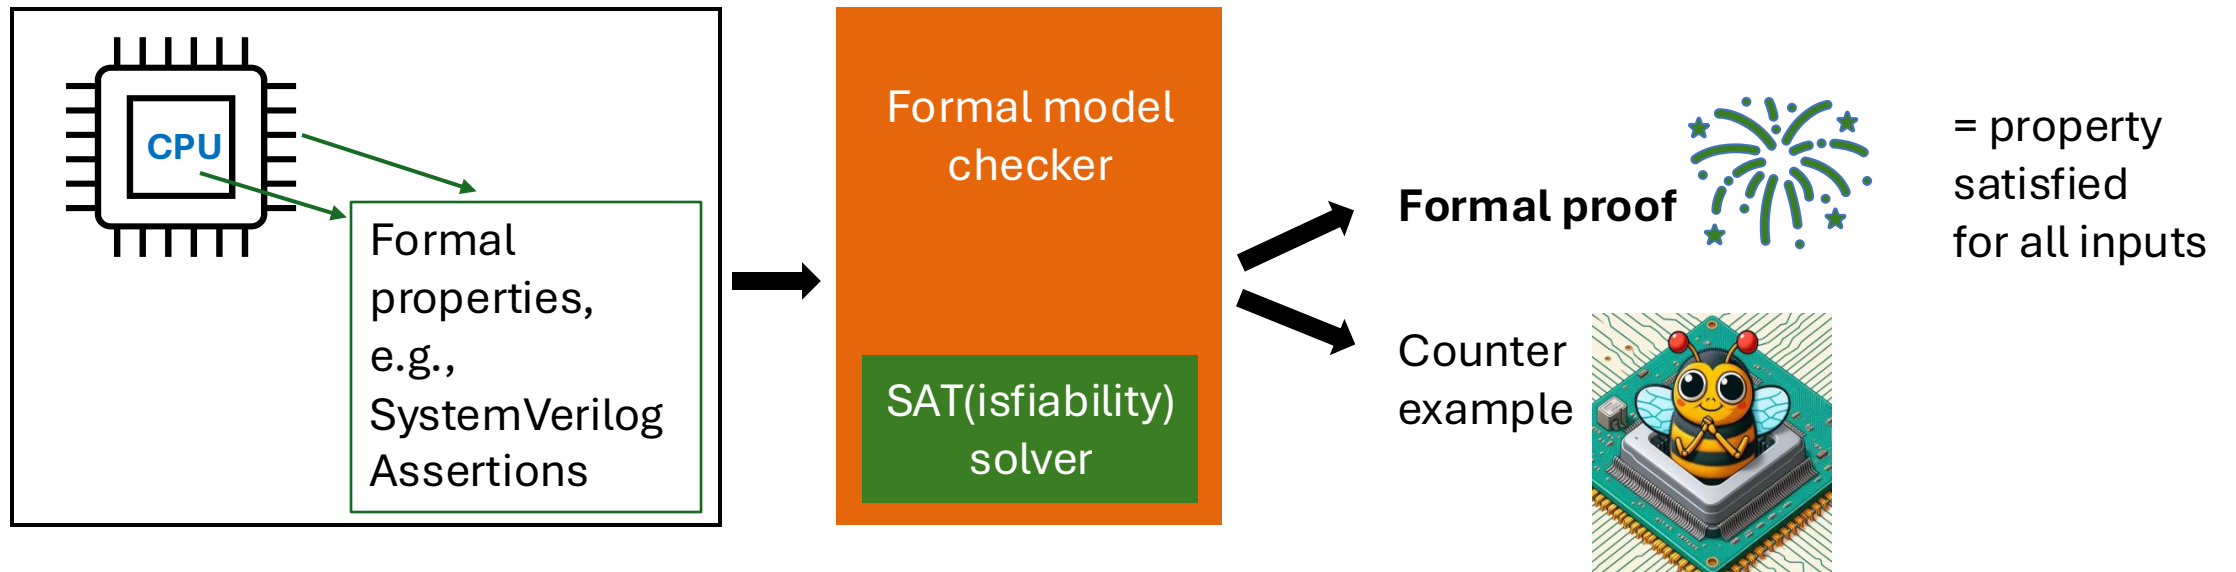 CPU
Formal
properties,
e.g.,
SystemVerilog
Assertions
Formal model
checker
SAT(isfiability)
solver
Formal proof
= property
satisfied
for all inputs
Counter
example